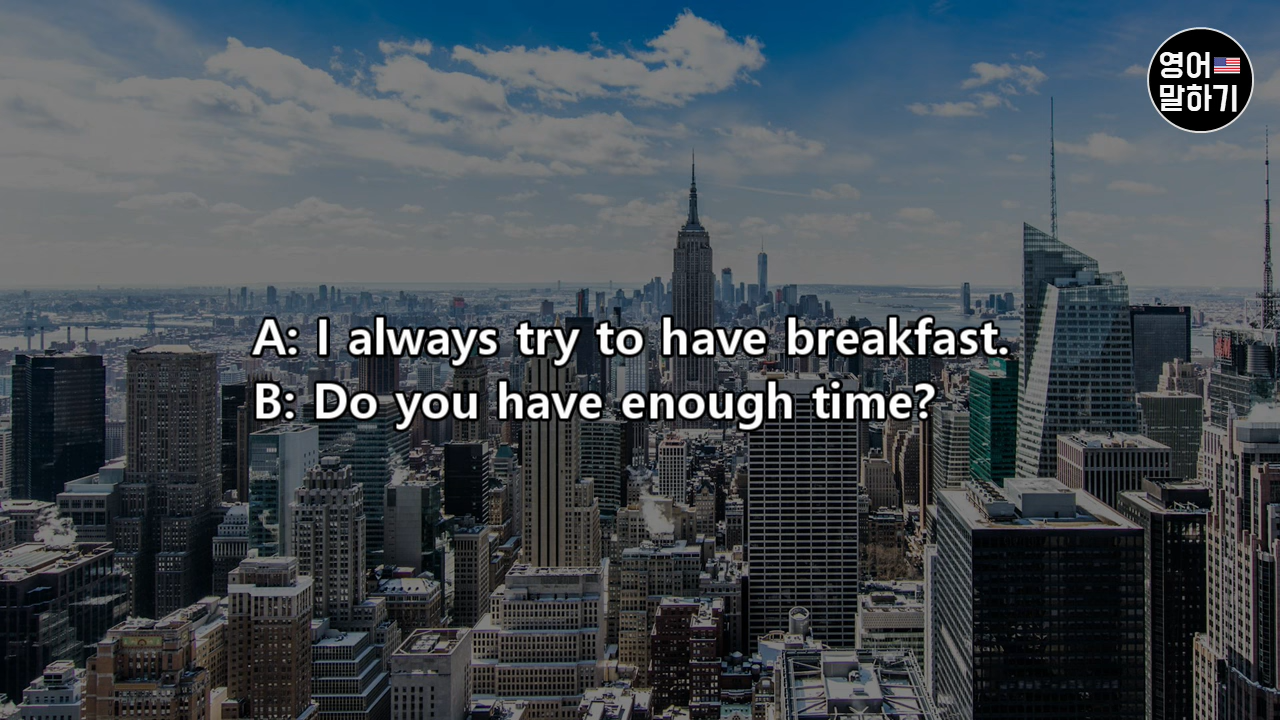 영어
말하기
A: I always try to have breakfast.
B: Do you have enough time?